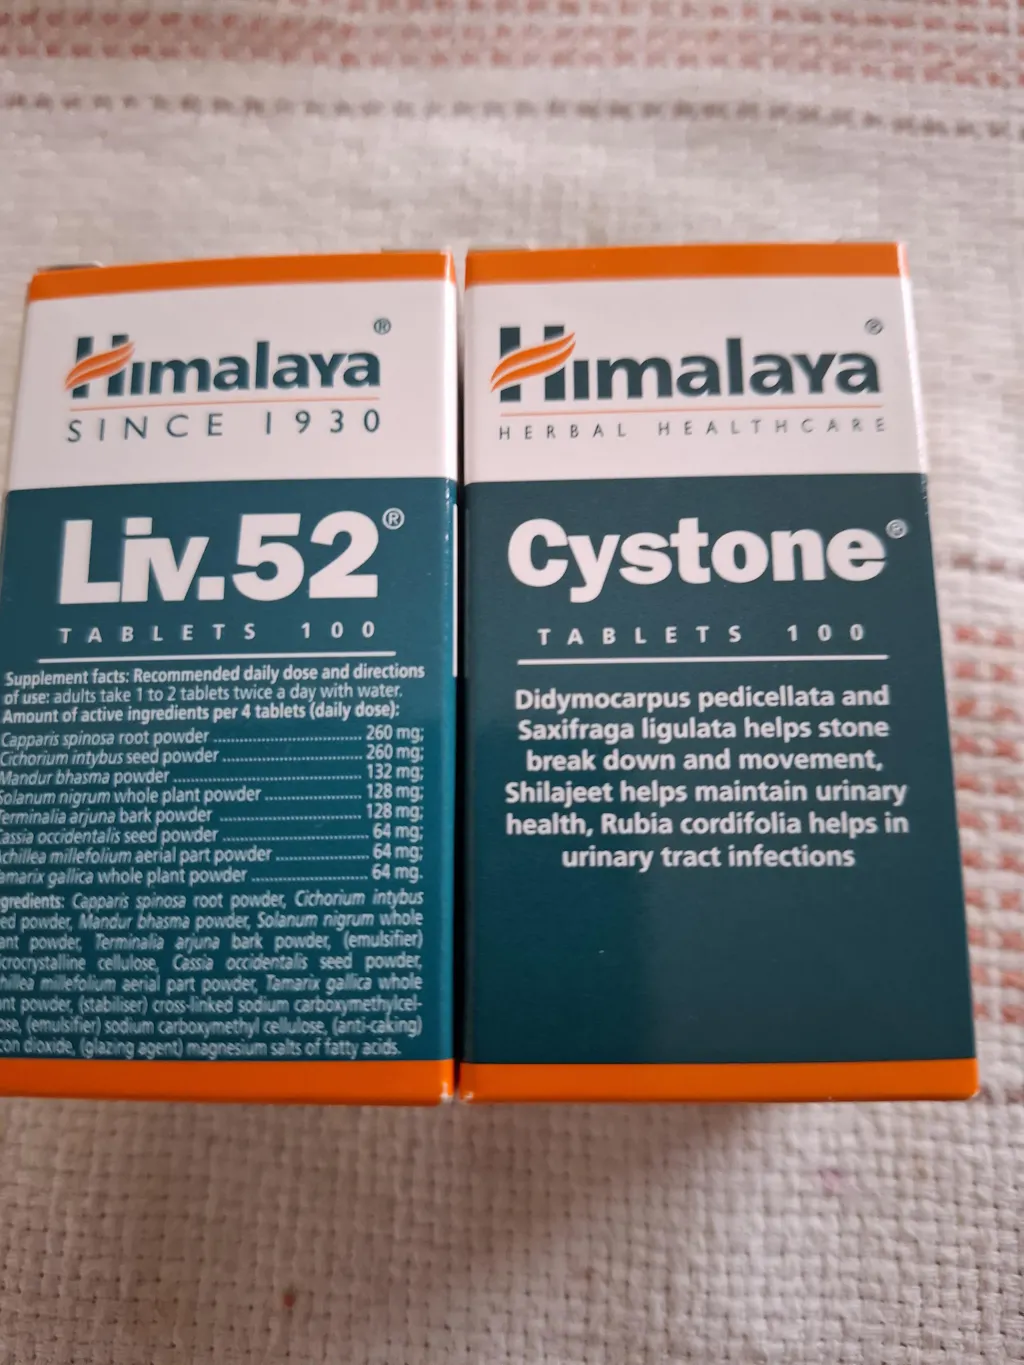 Himalaya®
SINCE 1930
Liv.52®
TABLETS 100
Supplement facts: Recommended daily dose and directions
of use: adults take 1 to 2 tablets twice a day with water.
Amount of active ingredients per 4 tablets (daily dose):
Capparis spinosa root powder ........ 260 mg;
Cichorium intybus seed powder ........ 260 mg;
Mandur bhasma powder ........ 132 mg;
Solanum nigrum whole plant powder ........ 128 mg;
Terminalia arjuna bark powder ........ 128 mg;
Cassia occidentalis seed powder ........ 64 mg;
Achillea millefolium aerial part powder ........ 64 mg;
Tamarix gallica whole plant powder ........ 64 mg.
gredients: Capparis spinosa root powder, Cichorium intybus
ed powder, Mandur bhasma powder, Solanum nigrum whole
ant powder, Terminalia arjuna bark powder, (emulsifier)
crocrystalline cellulose, Cassia occidentalis seed powder,
hillea millefolium aerial part powder, Tamarix gallica whole
nt powder, (stabiliser) cross-linked sodium carboxymethylcel-
ose, (emulsifier) sodium carboxymethyl cellulose, (anti-caking)
con dioxide, (glazing agent) magnesium salts of fatty acids.
Himalaya®
HERBAL HEALTHCARE
Cystone®
TABLETS 100
Didymocarpus pedicellata and
Saxifraga ligulata helps stone
break down and movement,
Shilajeet helps maintain urinary
health, Rubia cordifolia helps in
urinary tract infections